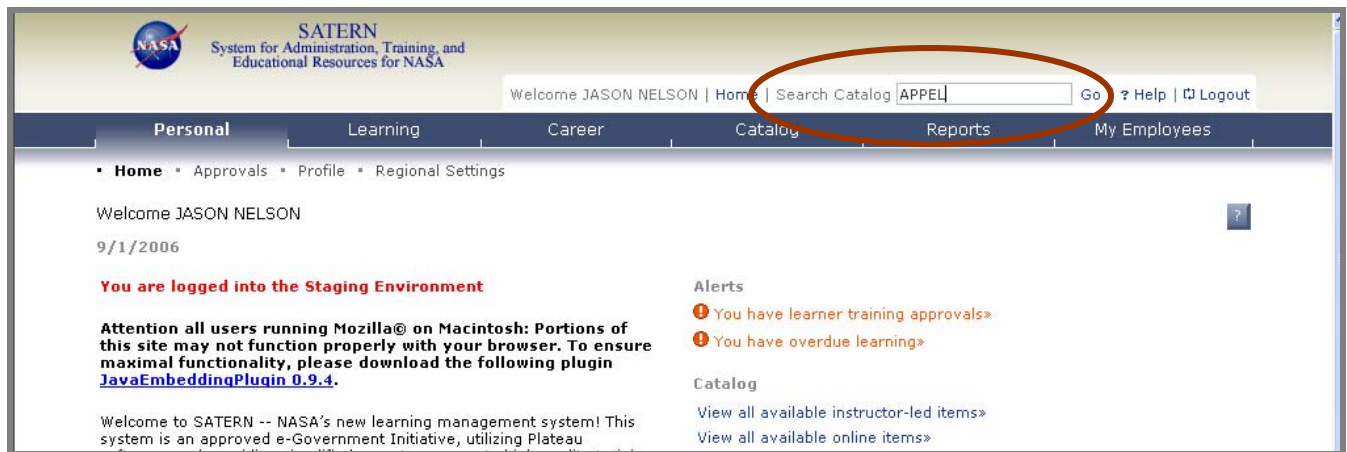 NASA
SATERN
System for Administration, Training, and
Educational Resources for NASA
Welcome JASON NELSON | Home | Search Catalog APPEL Go | ? Help | Logout
Personal Learning Career Catalog Reports My Employees
Home Approvals Profile Regional Settings
Welcome JASON NELSON
?
9/1/2006
You are logged into the Staging Environment
Attention all users running Mozilla© on Macintosh: Portions of
this site may not function properly with your browser. To ensure
maximal functionality, please download the following plugin
JavaEmbeddingPlugin 0.9.4.
Welcome to SATERN -- NASA's new learning management system! This
system is an approved e-Government Initiative, utilizing Plateau
Alerts
You have learner training approvals»
You have overdue learning»
Catalog
View all available instructor-led items»
View all available online items»